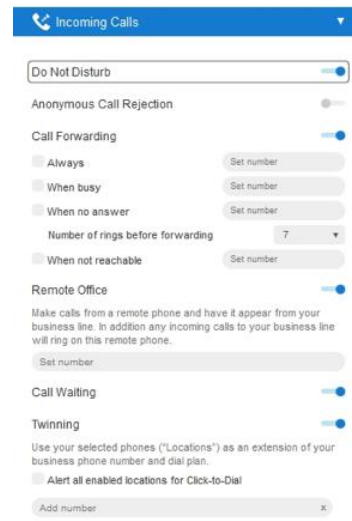 Incoming Calls
Do Not Disturb
Anonymous Call Rejection
Call Forwarding
Always Set number
When busy Set number
When no answer Set number
Number of rings before forwarding 7
When not reachable Set number
Remote Office
Make calls from a remote phone and have it appear from your
business line. In addition any incoming calls to your business line
will ring on this remote phone.
Set number
Call Waiting
Twinning
Use your selected phones ("Locations") as an extension of your
business phone number and dial plan.
Alert all enabled locations for Click-to-Dial
Add number x